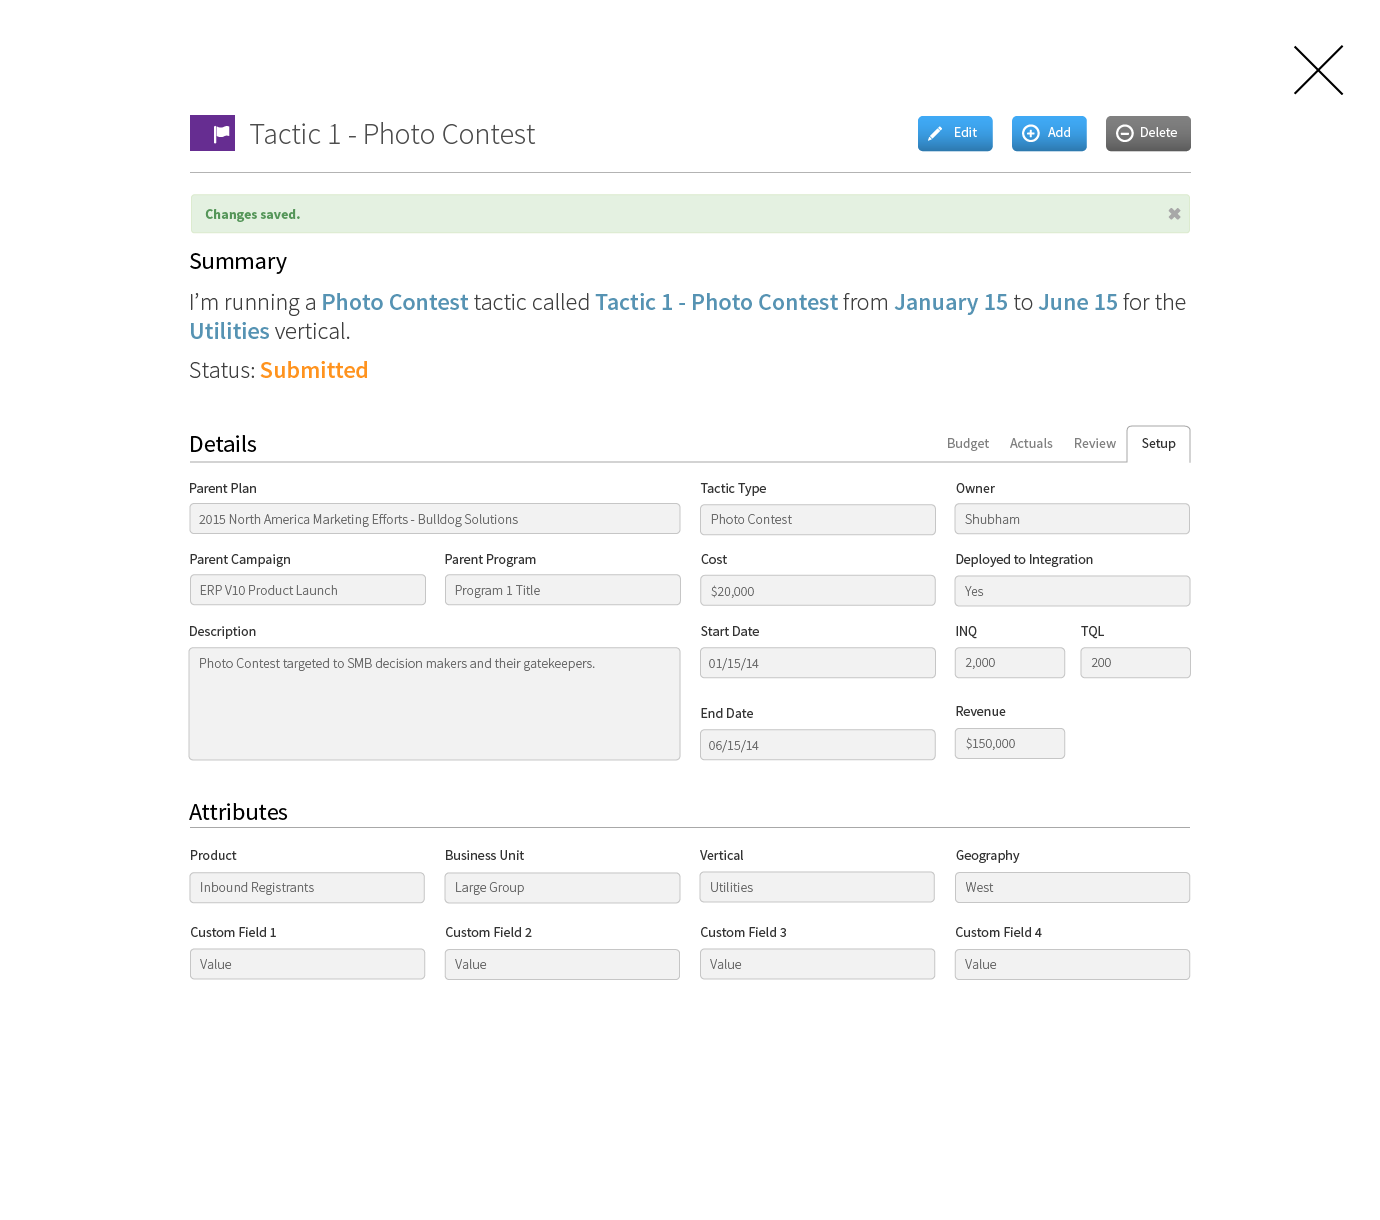 Tactic 1 - Photo Contest
Edit
Add
Delete
Changes saved.
Summary
I’m running a Photo Contest tactic called Tactic 1 - Photo Contest from January 15 to June 15 for the
Utilities vertical.
Status: Submitted
Details
Budget
Actuals
Review
Setup
Parent Plan
Tactic Type
Owner
2015 North America Marketing Efforts - Bulldog Solutions
Photo Contest
Shubham
Parent Campaign
Parent Program
Cost
Deployed to Integration
ERP V10 Product Launch
Program 1 Title
$20,000
Yes
Description
Start Date
INQ
TQL
Photo Contest targeted to SMB decision makers and their gatekeepers.
01/15/14
2,000
200
End Date
Revenue
06/15/14
$150,000
Attributes
Product
Business Unit
Vertical
Geography
Inbound Registrants
Large Group
Utilities
West
Custom Field 1
Custom Field 2
Custom Field 3
Custom Field 4
Value
Value
Value
Value